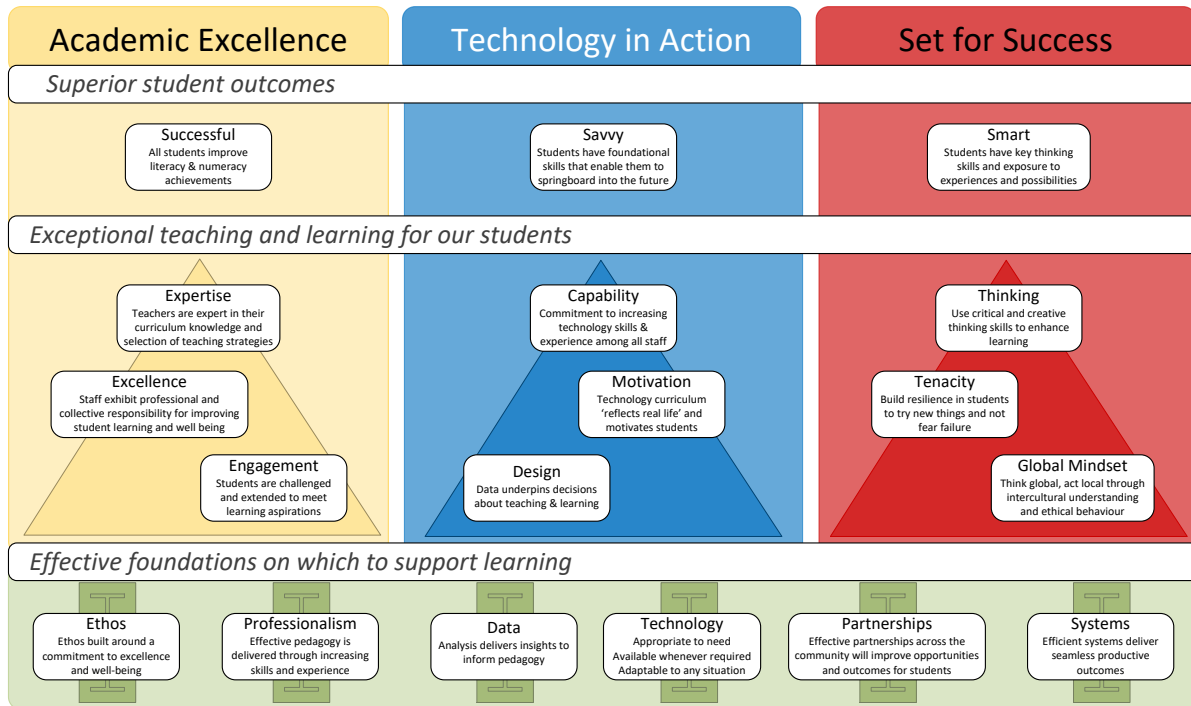 Academic Excellence
Technology in Action
Set for Success
Superior student outcomes
Successful
All students improve
literacy & numeracy
achievements
Savvy
Students have foundational
skills that enable them to
springboard into the future
Smart
Students have key thinking
skills and exposure to
experiences and possibilities
Exceptional teaching and learning for our students
Expertise
Teachers are expert in their
curriculum knowledge and
selection of teaching strategies
Excellence
Staff exhibit professional and
collective responsibility for improving
student learning and well being
Engagement
Students are challenged
and extended to meet
learning aspirations
Capability
Commitment to increasing
technology skills &
experience among all staff
Motivation
Technology curriculum
‘reflects real life’ and
motivates students
Design
Data underpins decisions
about teaching & learning
Thinking
Use critical and creative
thinking skills to enhance
learning
Tenacity
Build resilience in students
to try new things and not
fear failure
Global Mindset
Think global, act local through
intercultural understanding
and ethical behaviour
Effective foundations on which to support learning
Ethos
Ethos built around a
commitment to excellence
and well-being
Professionalism
Effective pedagogy is
delivered through increasing
skills and experience
Data
Analysis delivers insights to
inform pedagogy
Technology
Appropriate to need
Available whenever required
Adaptable to any situation
Partnerships
Effective partnerships across the
community will improve opportunities
and outcomes for students
Systems
Efficient systems deliver
seamless productive
outcomes